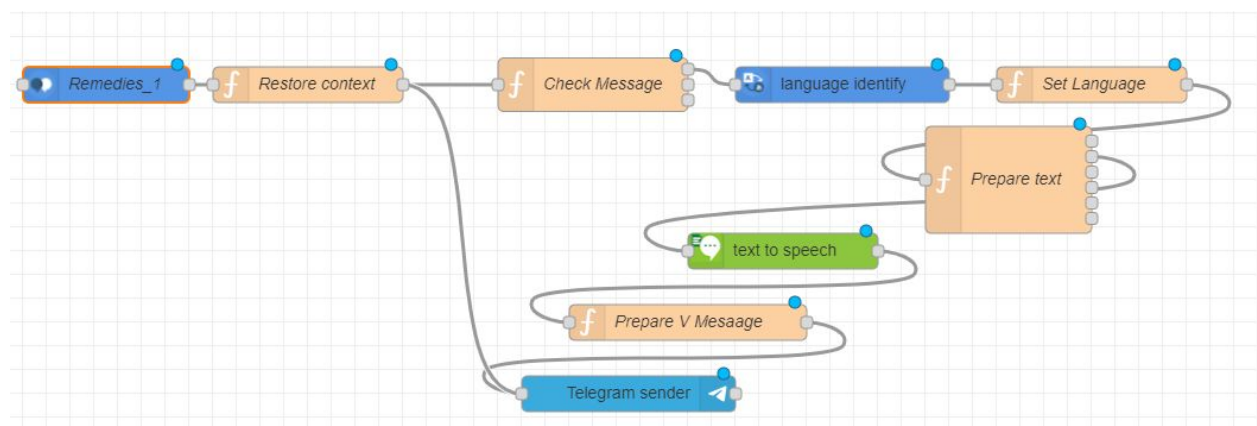 Remedies_1
Restore context
Check Message
language identify
Set Language
Prepare text
text to speech
Prepare V Mesaage
Telegram sender